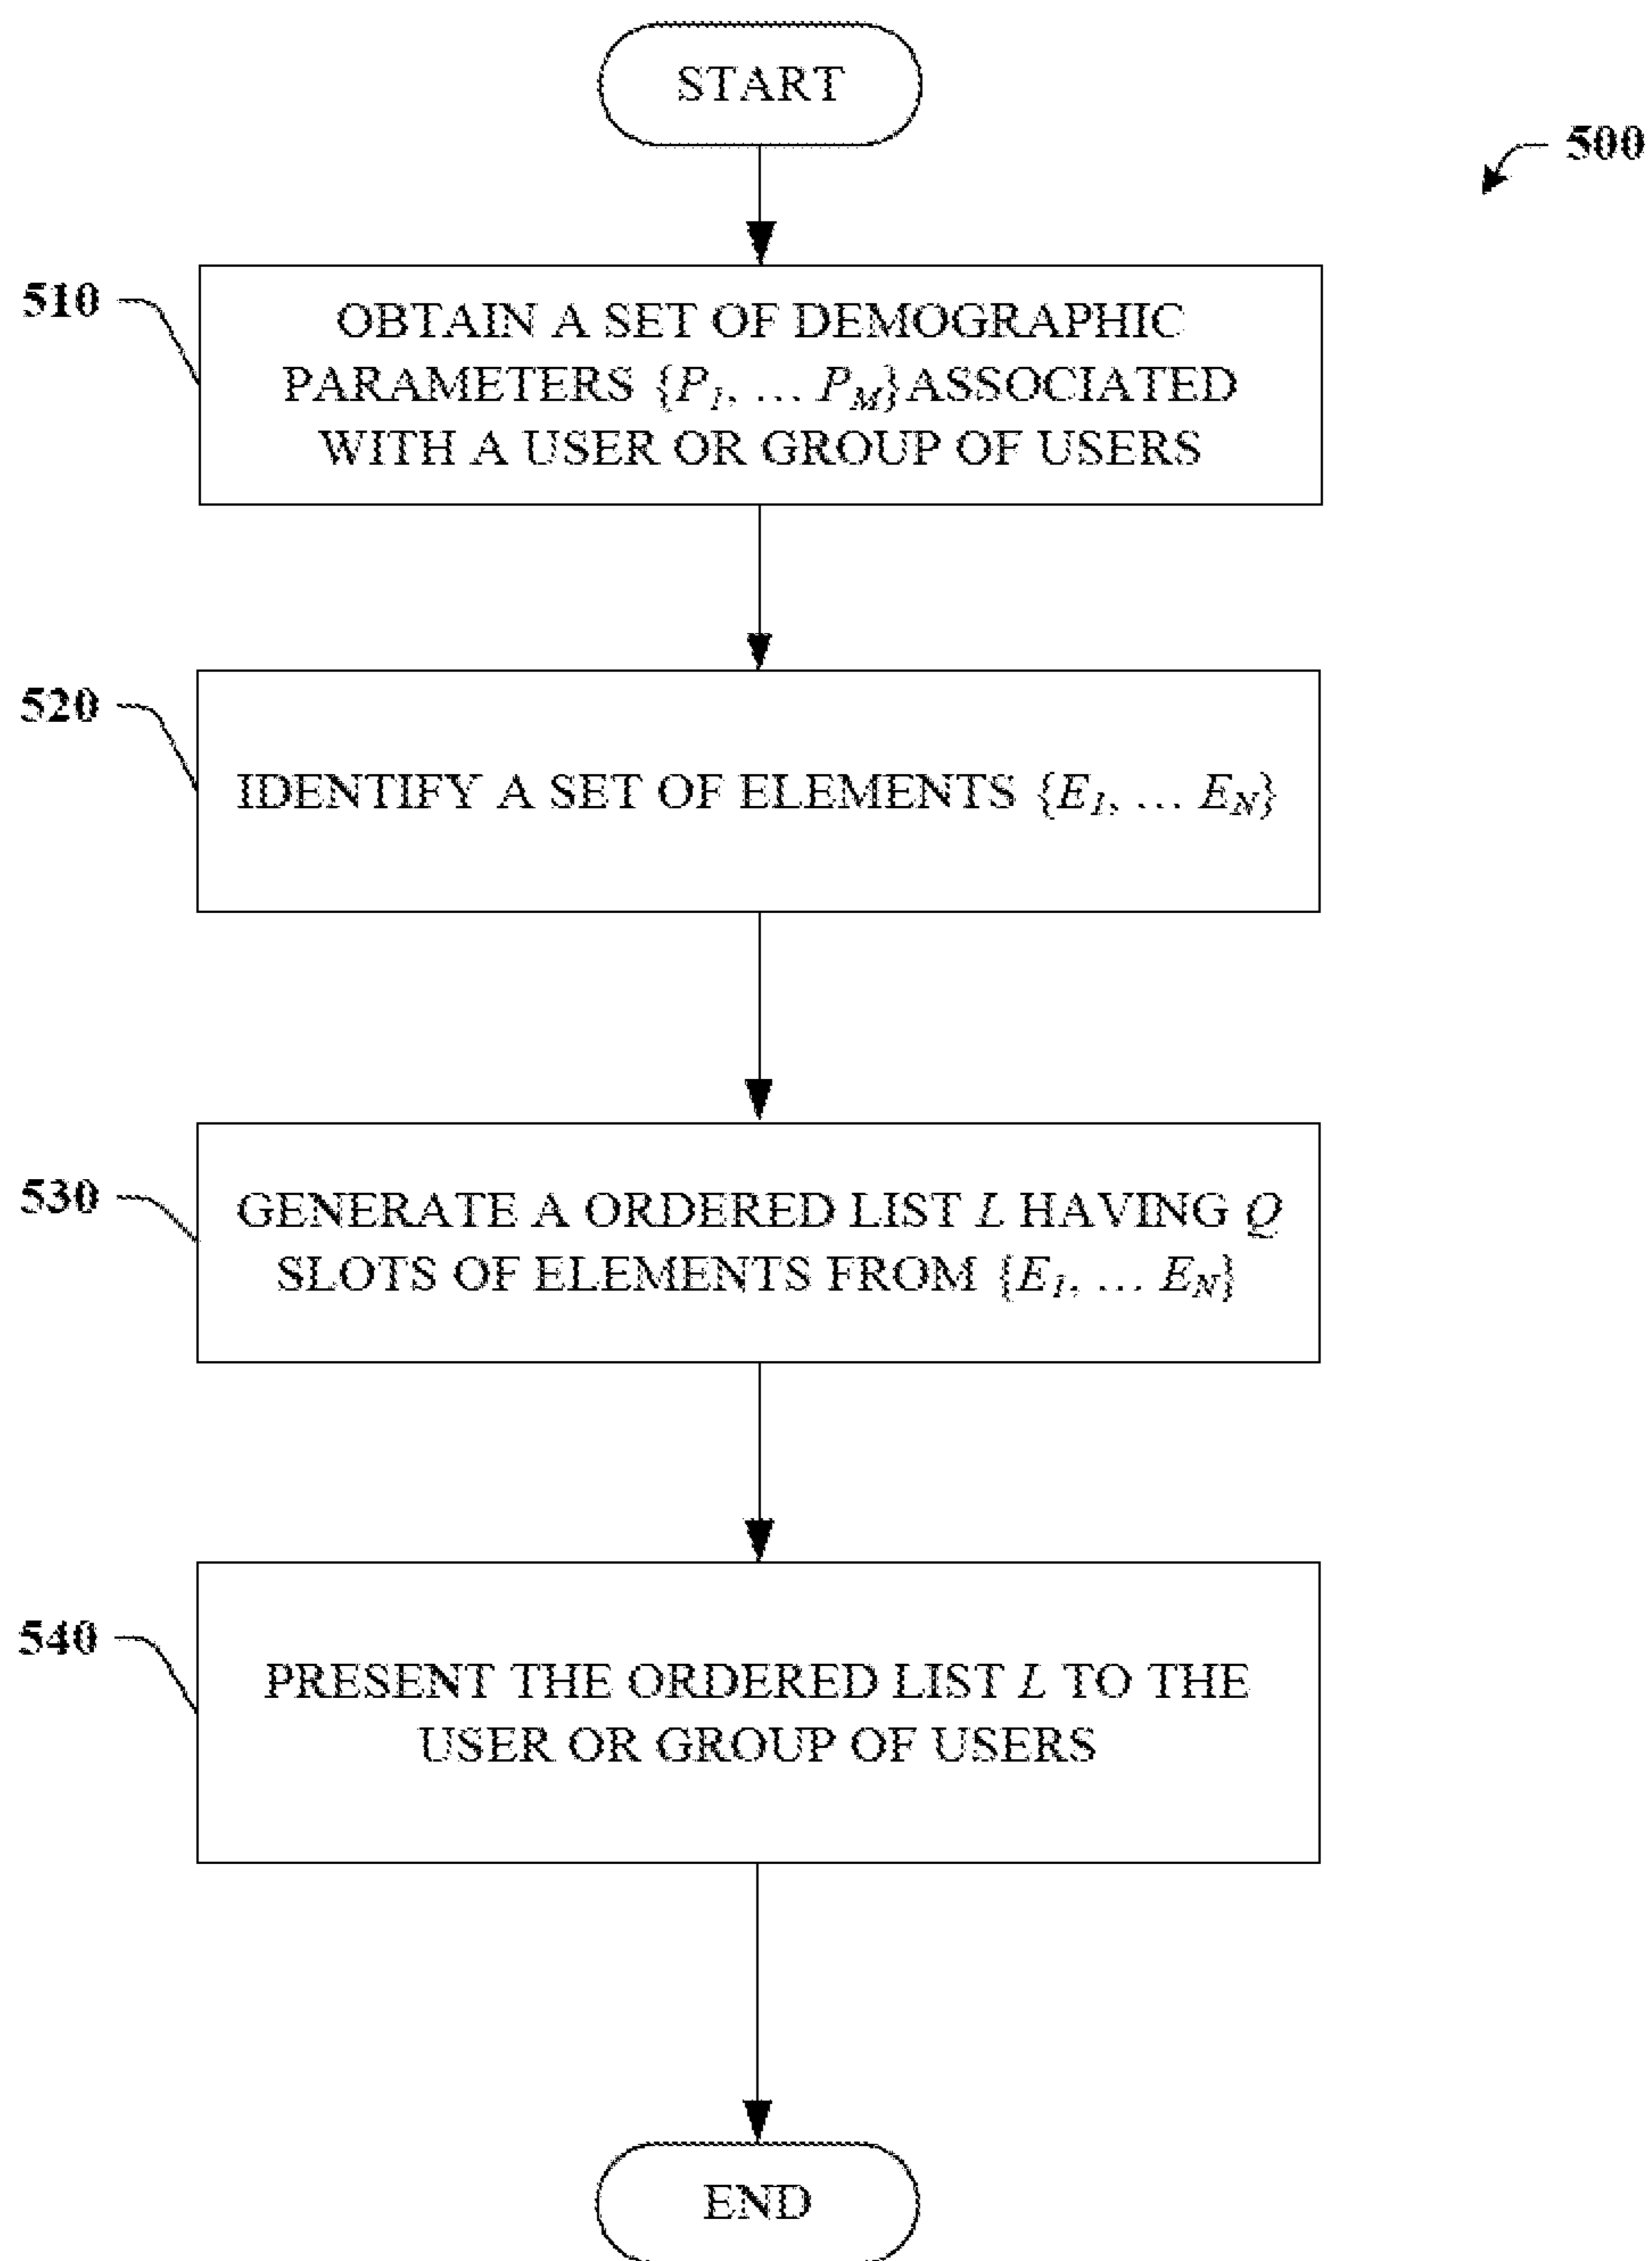 START
500
510
OBTAIN A SET OF DEMOGRAPHIC
PARAMETERS {P1, … PM}ASSOCIATED
WITH A USER OR GROUP OF USERS
520
IDENTIFY A SET OF ELEMENTS {E1, … EN}
530
GENERATE A ORDERED LIST L HAVING Q
SLOTS OF ELEMENTS FROM {E1, … EN}
540
PRESENT THE ORDERED LIST L TO THE
USER OR GROUP OF USERS
END